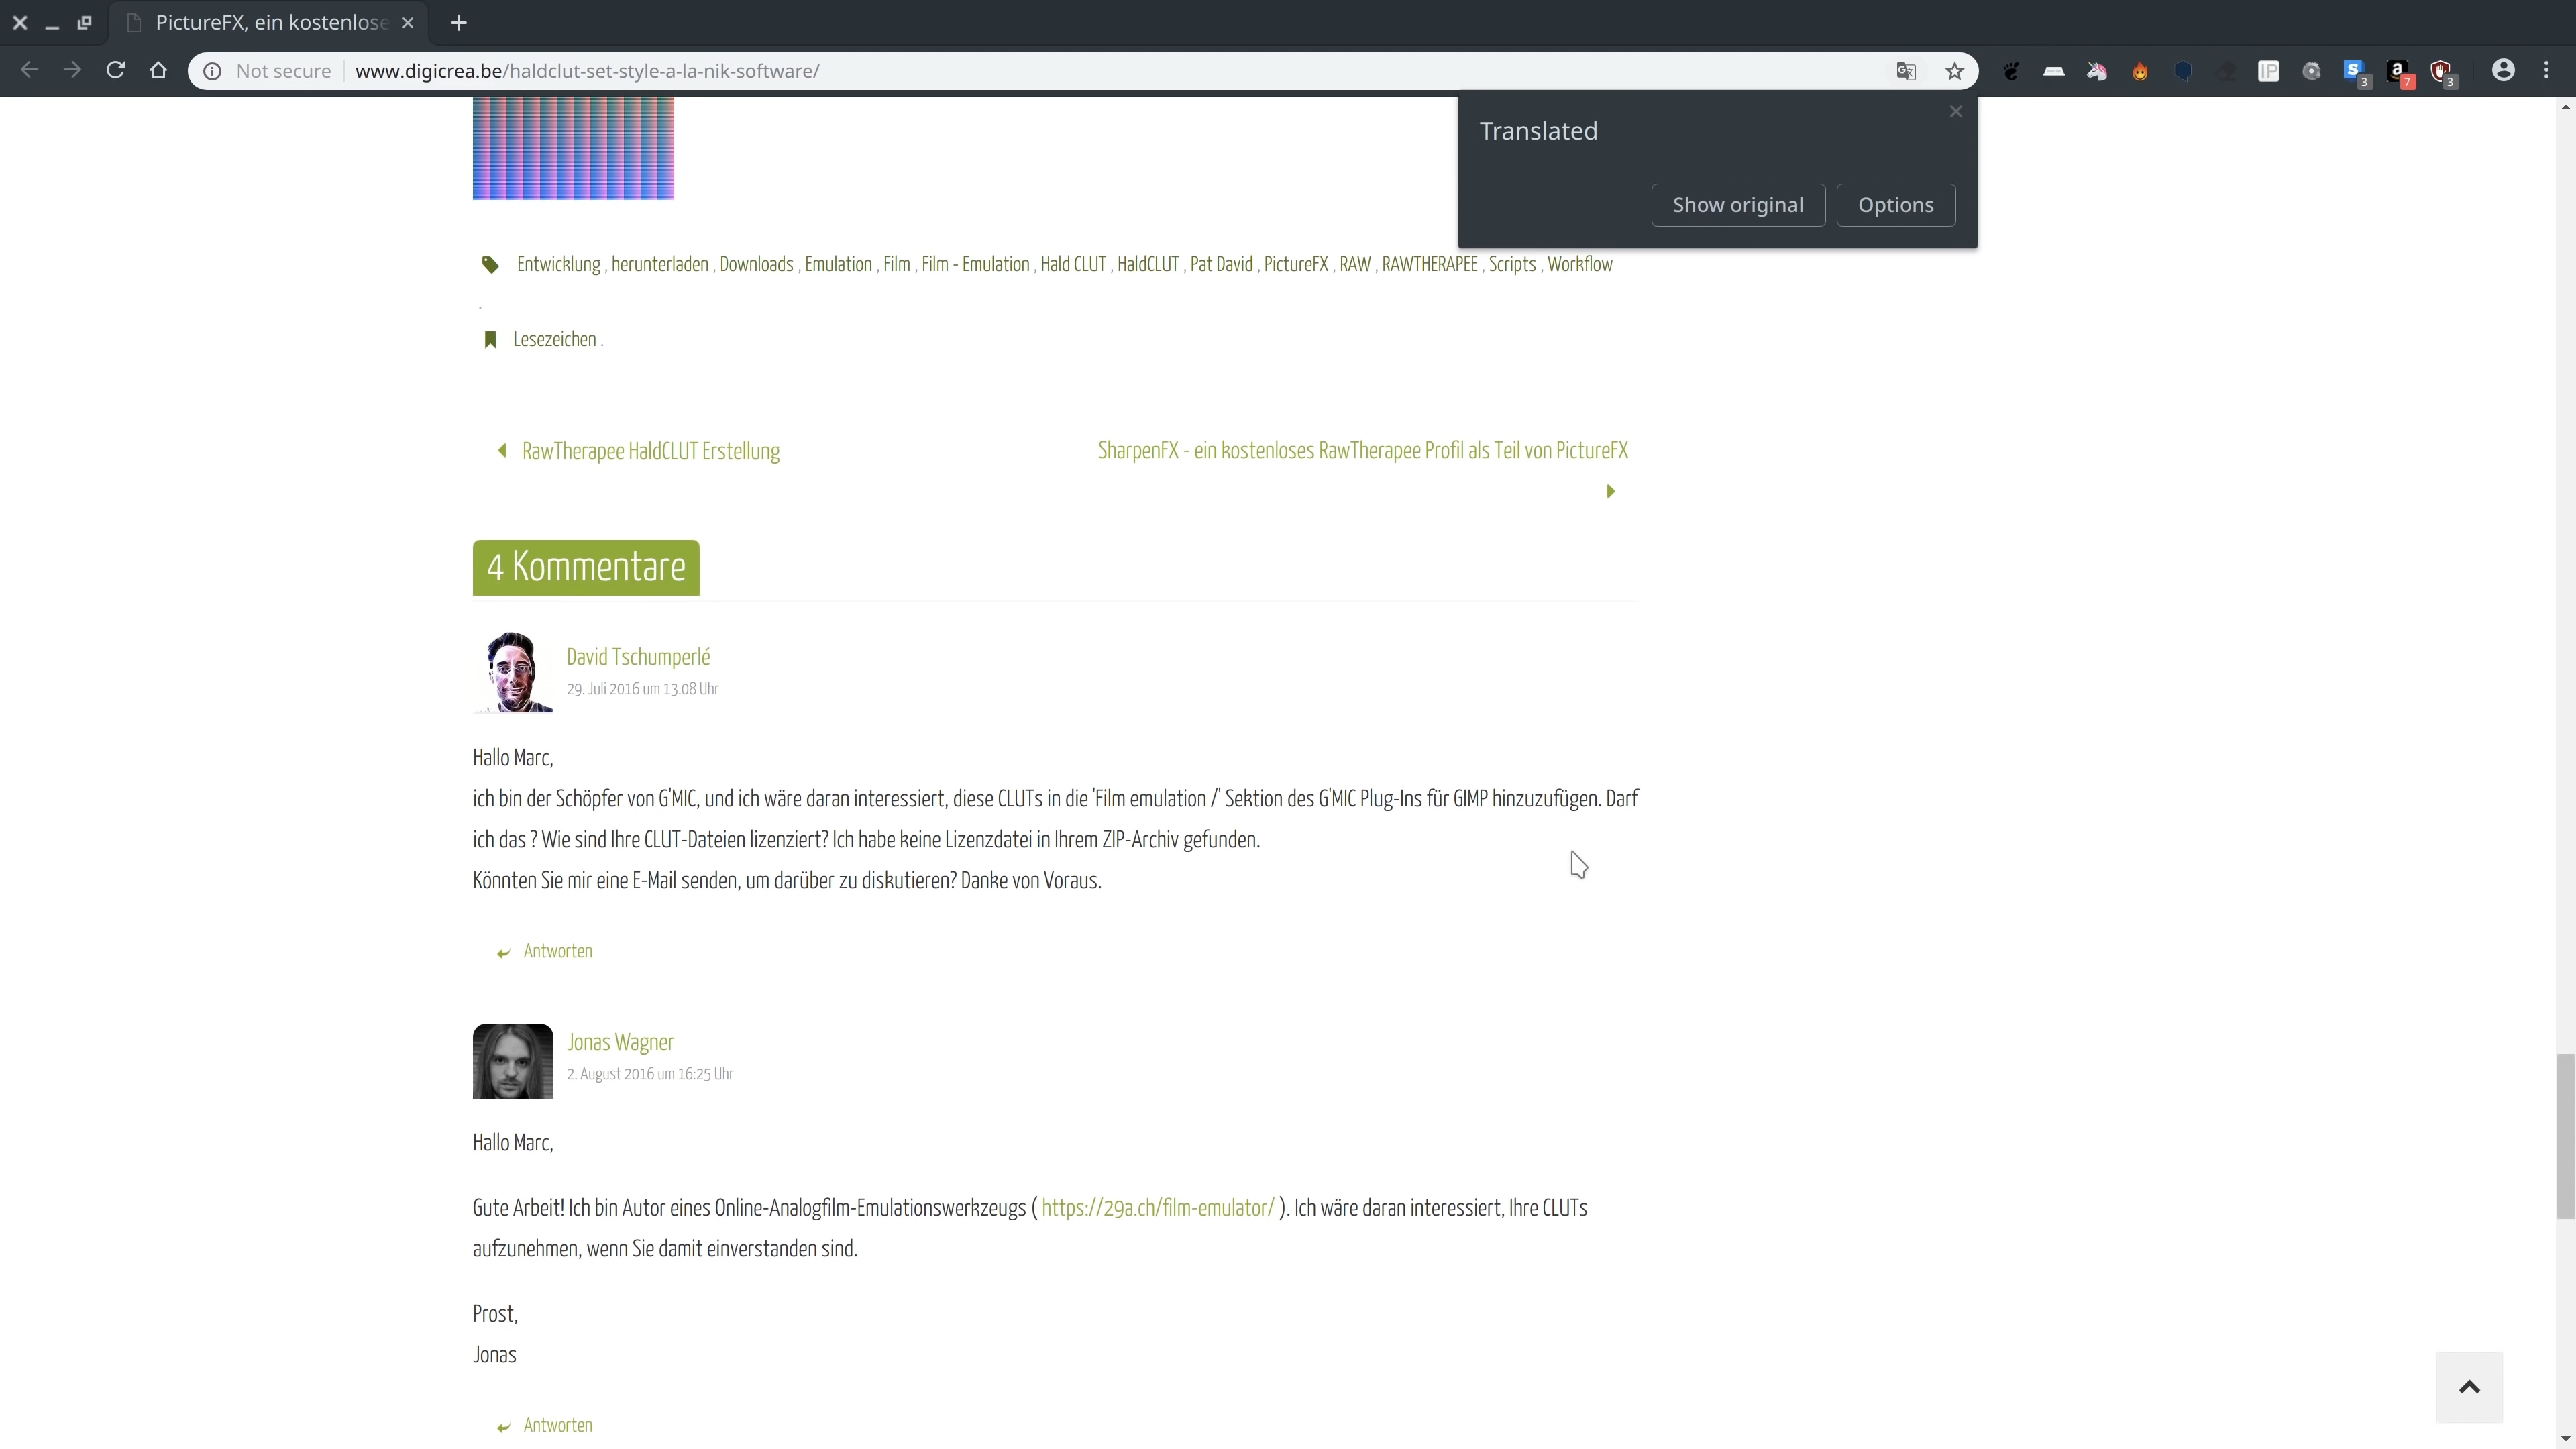 PictureFX, ein kostenlose
Not secure
www.digicrea.be/haldclut-set-style-a-la-nik-software/
IP
S
3
a
7
3
Translated
Show original
Options
Entwicklung , herunterladen , Downloads , Emulation , Film , Film - Emulation , Hald CLUT , HaldCLUT , Pat David , PictureFX , RAW , RAWTHERAPEE , Scripts , Workflow
.
Lesezeichen .
RawTherapee HaldCLUT Erstellung
SharpenFX - ein kostenloses RawTherapee Profil als Teil von PictureFX
4 Kommentare
David Tschumperlé
29. Juli 2016 um 13.08 Uhr
Hallo Marc,
ich bin der Schöpfer von G'MIC, und ich wäre daran interessiert, diese CLUTs in die 'Film emulation /' Sektion des G'MIC Plug-Ins für GIMP hinzuzufügen. Darf
ich das ? Wie sind Ihre CLUT-Dateien lizenziert? Ich habe keine Lizenzdatei in Ihrem ZIP-Archiv gefunden.
Könnten Sie mir eine E-Mail senden, um darüber zu diskutieren? Danke von Voraus.
Antworten
Jonas Wagner
2. August 2016 um 16:25 Uhr
Hallo Marc,
Gute Arbeit! Ich bin Autor eines Online-Analogfilm-Emulationswerkzeugs ( https://29a.ch/film-emulator/ ). Ich wäre daran interessiert, Ihre CLUTs
aufzunehmen, wenn Sie damit einverstanden sind.
Prost,
Jonas
Antworten